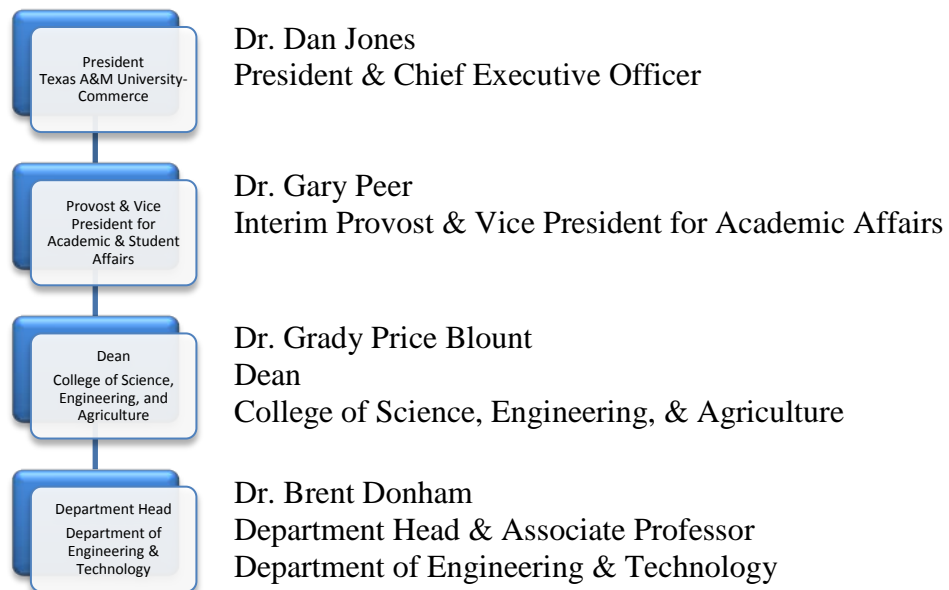 President
Texas A&M University-
Commerce
Dr. Dan Jones
President & Chief Executive Officer
Provost & Vice
President for
Academic & Student
Affairs
Dr. Gary Peer
Interim Provost & Vice President for Academic Affairs
Dean
College of Science,
Engineering, and
Agriculture
Dr. Grady Price Blount
Dean
College of Science, Engineering, & Agriculture
Department Head
Department of
Engineering &
Technology
Dr. Brent Donham
Department Head & Associate Professor
Department of Engineering & Technology